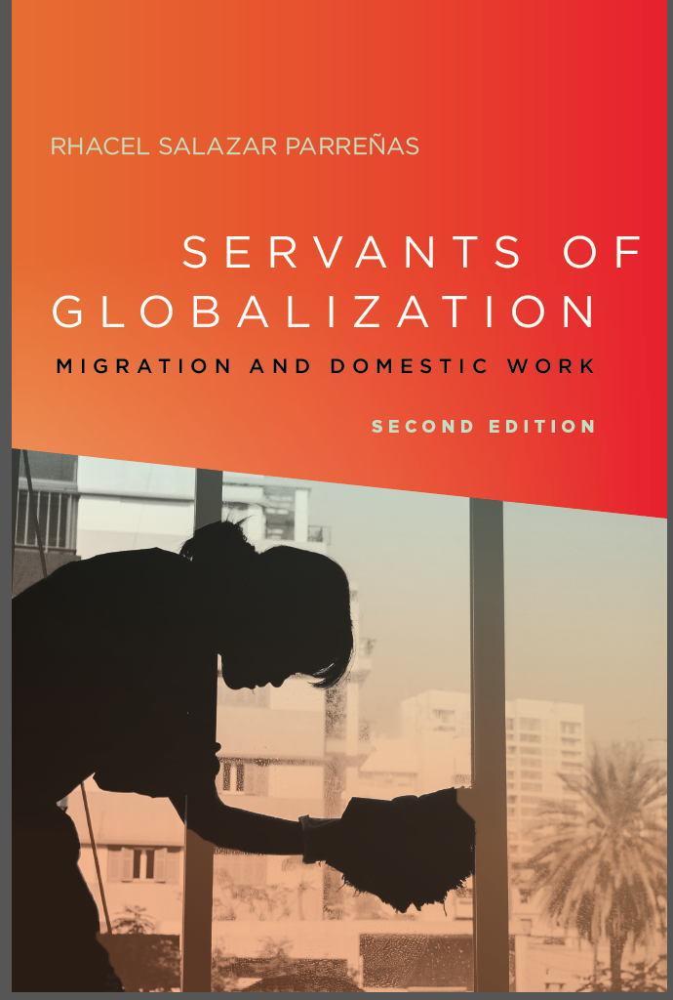 RHACEL SALAZAR PARREÑAS
SERVANTS OF
GLOBALIZATION
MIGRATION AND DOMESTIC WORK
SECOND EDITION